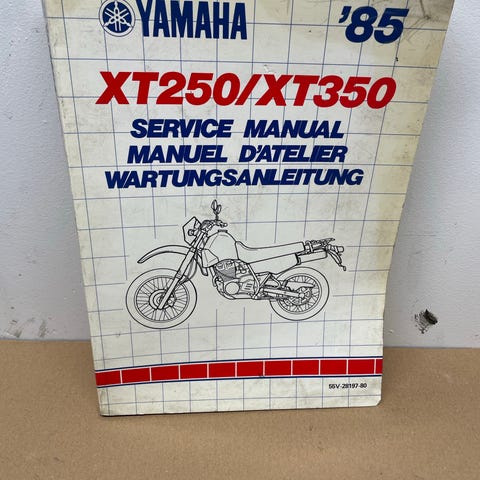 YAMAHA '85
XT250/XT350
SERVICE MANUAL
MANUEL D'ATELIER
WARTUNGSANLEITUNG
55V-28197-80